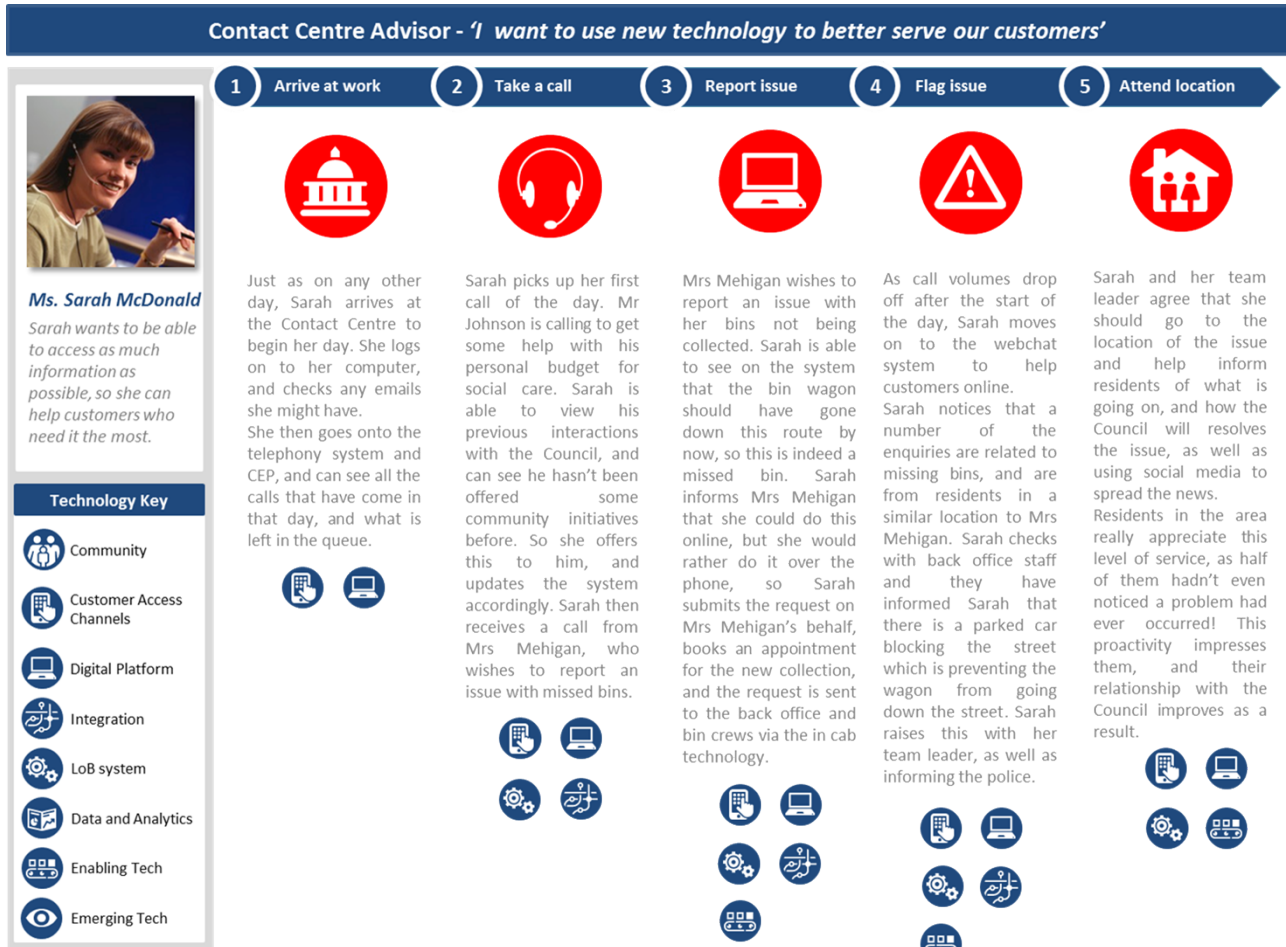 Contact Centre Advisor - ‘I want to use new technology to better serve our customers’
1 Arrive at work
2 Take a call
3 Report issue
4 Flag issue
5 Attend location
Ms. Sarah McDonald
Sarah wants to be able
to access as much
information as
possible, so she can
help customers who
need it the most.
Technology Key
Community
Customer Access
Channels
Digital Platform
Integration
LoB system
Data and Analytics
Enabling Tech
Emerging Tech
Just as on any other
day, Sarah arrives at
the Contact Centre to
begin her day. She logs
on to her computer,
and checks any emails
she might have.
She then goes onto the
telephony system and
CEP, and can see all the
calls that have come in
that day, and what is
left in the queue.
Sarah picks up her first
call of the day. Mr
Johnson is calling to get
some help with his
personal budget for
social care. Sarah is
able to view his
previous interactions
with the Council, and
can see he hasn’t been
offered some
community initiatives
before. So she offers
this to him, and
updates the system
accordingly. Sarah then
receives a call from
Mrs Mehigan, who
wishes to report an
issue with missed bins.
Mrs Mehigan wishes to
report an issue with
her bins not being
collected. Sarah is able
to see on the system
that the bin wagon
should have gone
down this route by
now, so this is indeed a
missed bin. Sarah
informs Mrs Mehigan
that she could do this
online, but she would
rather do it over the
phone, so Sarah
submits the request on
Mrs Mehigan’s behalf,
books an appointment
for the new collection,
and the request is sent
to the back office and
bin crews via the in cab
technology.
As call volumes drop
off after the start of
the day, Sarah moves
on to the webchat
system to help
customers online.
Sarah notices that a
number of the
enquiries are related to
missing bins, and are
from residents in a
similar location to Mrs
Mehigan. Sarah checks
with back office staff
and they have
informed Sarah that
there is a parked car
blocking the street
which is preventing the
wagon from going
down the street. Sarah
raises this with her
team leader, as well as
informing the police.
Sarah and her team
leader agree that she
should go to the
location of the issue
and help inform
residents of what is
going on, and how the
Council will resolves
the issue, as well as
using social media to
spread the news.
Residents in the area
really appreciate this
level of service, as half
of them hadn’t even
noticed a problem had
ever occurred! This
proactivity impresses
them, and their
relationship with the
Council improves as a
result.